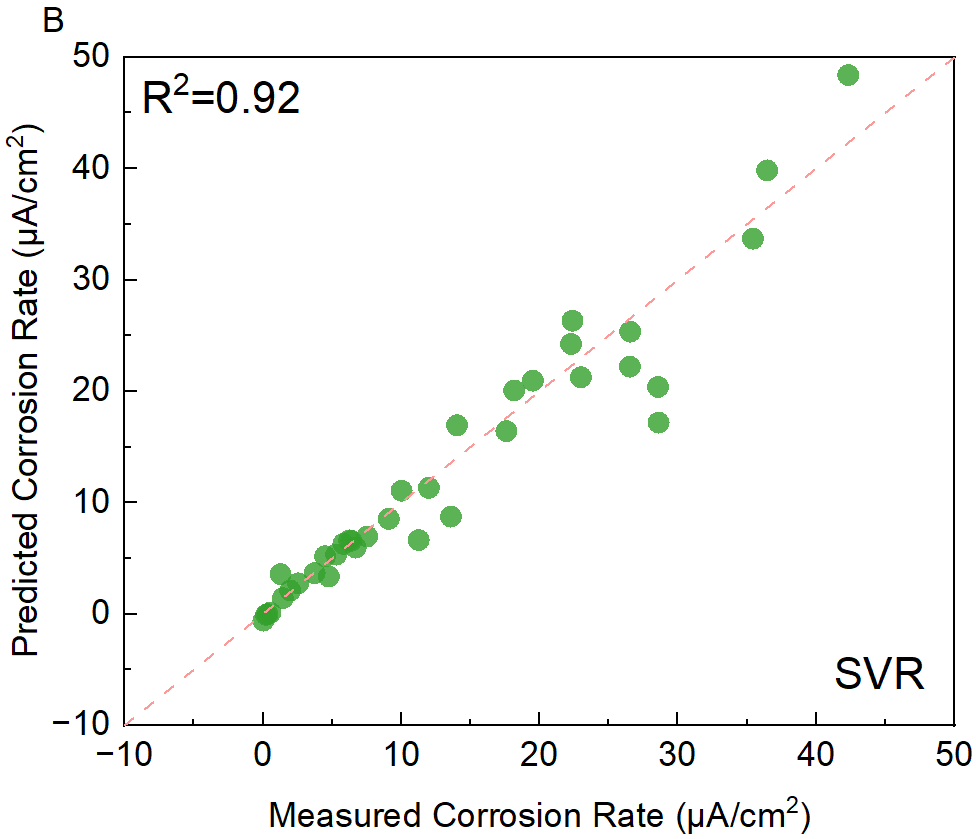 B
R²=0.92
50
40
30
20
10
0
−10
Predicted Corrosion Rate (μA/cm²)
SVR
−10 0 10 20 30 40 50
Measured Corrosion Rate (μA/cm²)